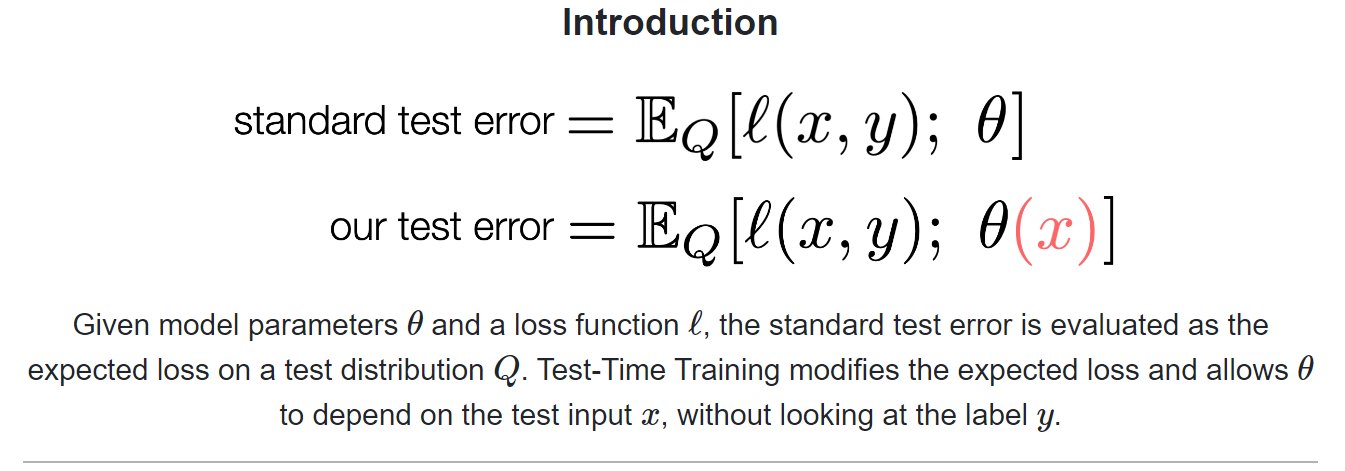 Introduction
standard test error = 𝔼_Q[ℓ(x, y); θ]
our test error = 𝔼_Q[ℓ(x, y); θ(x)]
Given model parameters θ and a loss function ℓ, the standard test error is evaluated as the
expected loss on a test distribution Q. Test-Time Training modifies the expected loss and allows θ
to depend on the test input x, without looking at the label y.